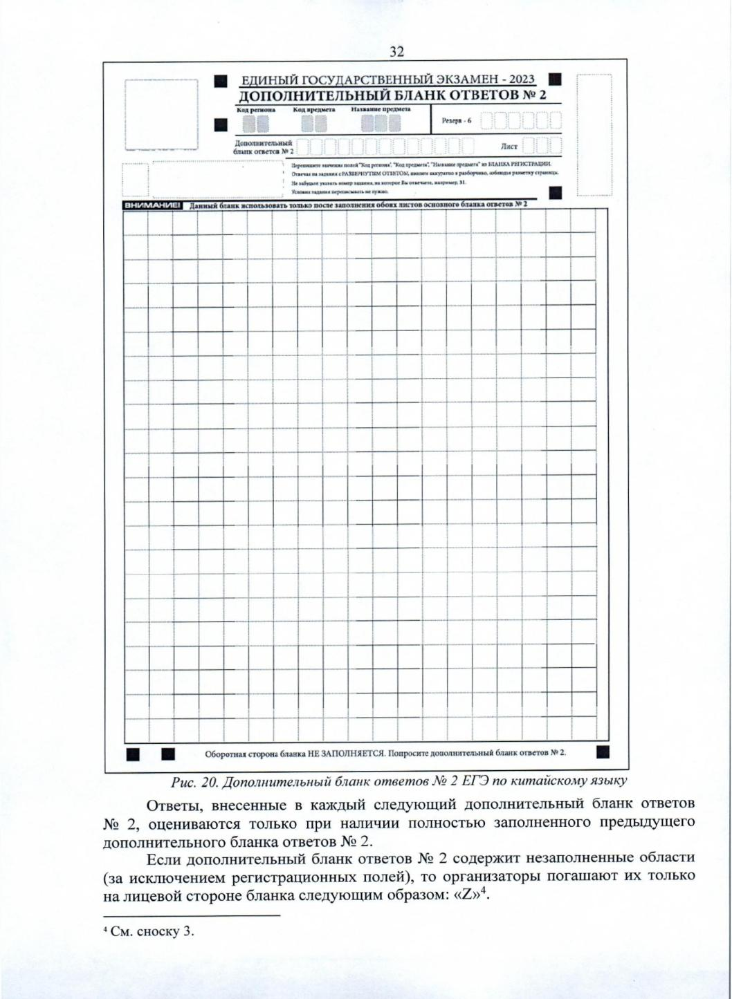 32
ЕДИНЫЙ ГОСУДАРСТВЕННЫЙ ЭКЗАМЕН - 2023
ДОПОЛНИТЕЛЬНЫЙ БЛАНК ОТВЕТОВ № 2
Код региона Код предмета Название предмета
Резерв - 6
Дополнительный
бланк ответов № 2
Лист
Перепишите значения полей "Код региона", "Код предмета", "Название предмета" из БЛАНКА РЕГИСТРАЦИИ.
Отвечая на задания с РАЗВЕРНУТЫМ ОТВЕТОМ, пишите аккуратно и разборчиво, соблюдая разметку страницы.
Не забудьте указать номер задания, на которое Вы отвечаете, например, 31.
Условия задания переписывать не нужно.
ВНИМАНИЕ! Данный бланк использовать только после заполнения обоих листов основного бланка ответов № 2
Оборотная сторона бланка НЕ ЗАПОЛНЯЕТСЯ. Попросите дополнительный бланк ответов № 2.
Рис. 20. Дополнительный бланк ответов № 2 ЕГЭ по китайскому языку
Ответы, внесенные в каждый следующий дополнительный бланк ответов
№ 2, оцениваются только при наличии полностью заполненного предыдущего
дополнительного бланка ответов № 2.
Если дополнительный бланк ответов № 2 содержит незаполненные области
(за исключением регистрационных полей), то организаторы погашают их только
на лицевой стороне бланка следующим образом: «Z»⁴.
⁴ См. сноску 3.